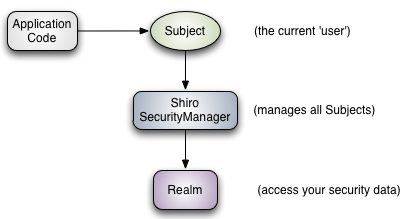 Application
Code
Subject
(the current 'user')
Shiro
SecurityManager
(manages all Subjects)
Realm
(access your security data)